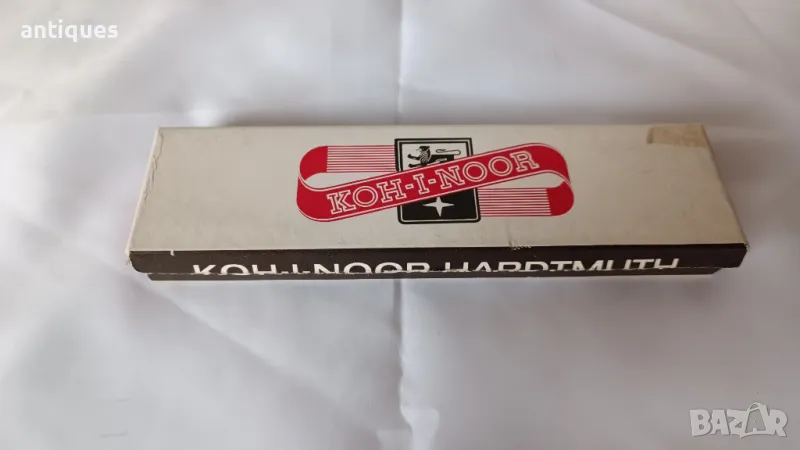 antiques
KOH-I-NOOR
KOH-I-NOOR HARDTMUTH
BAZAR